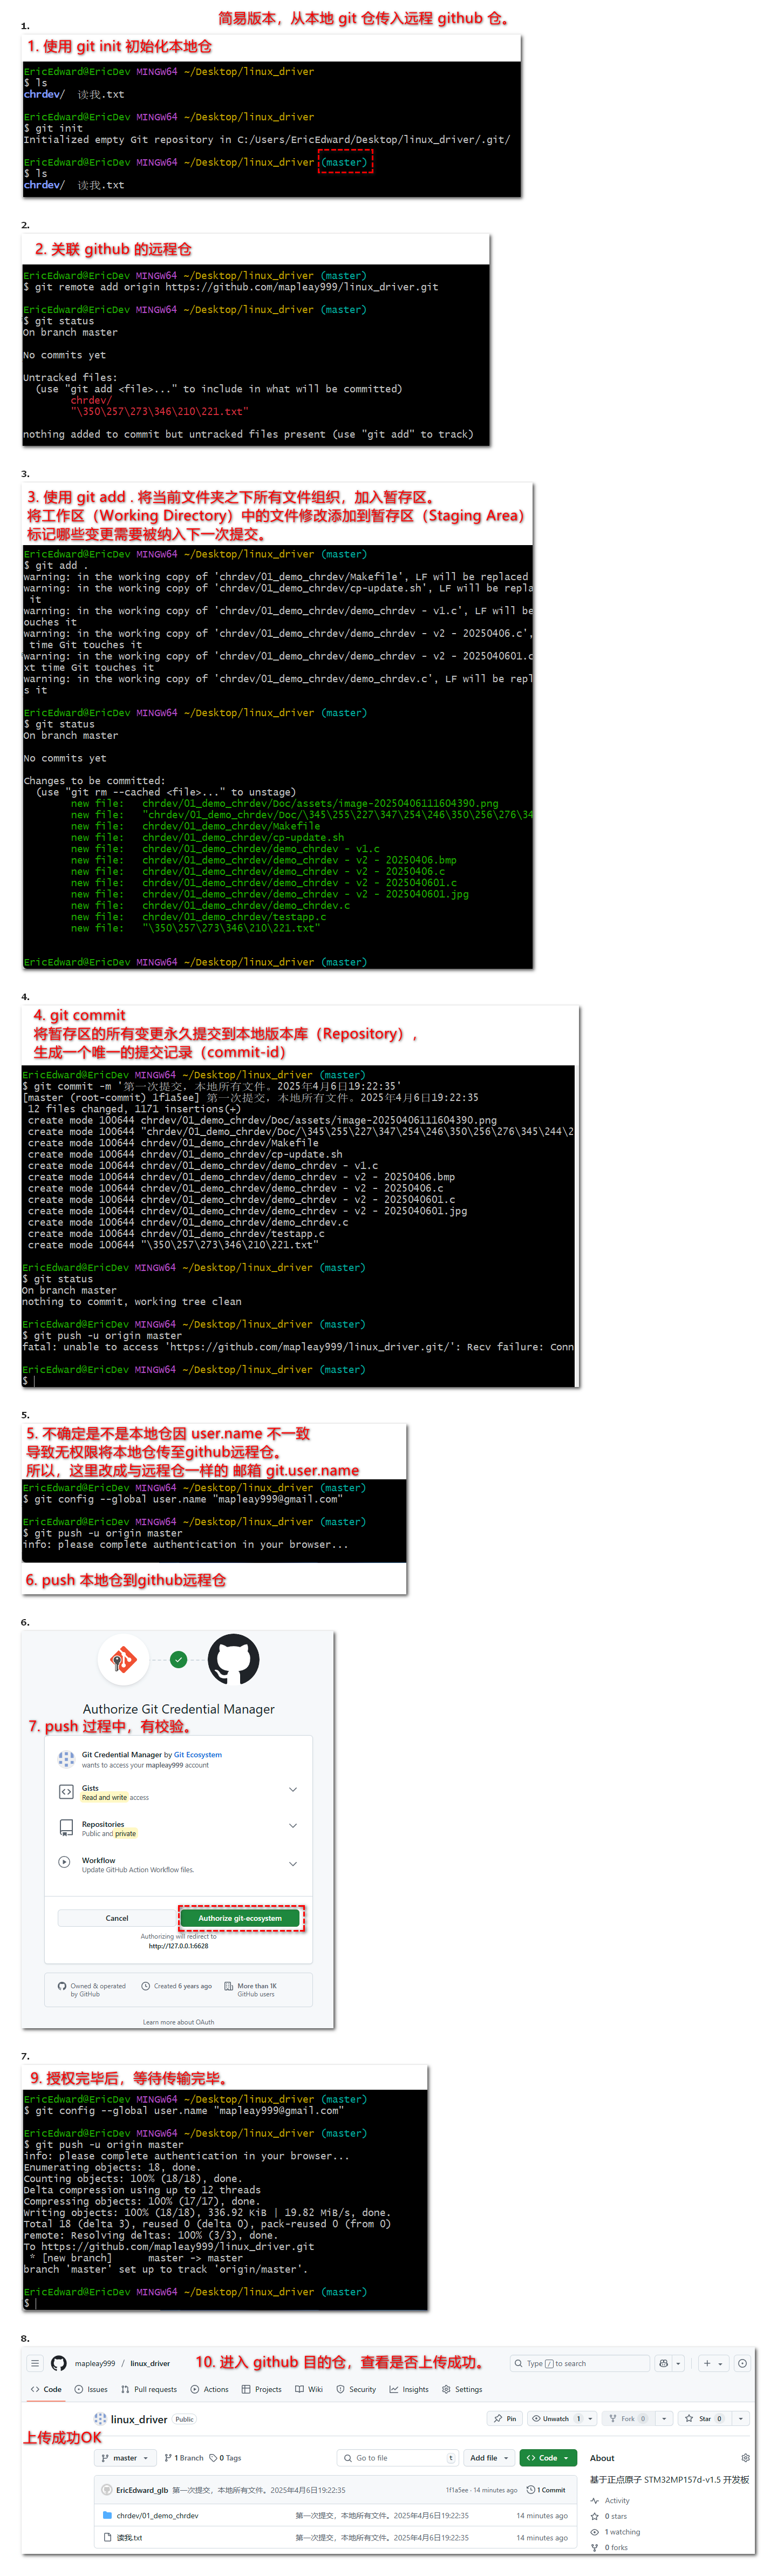 简易版本，从本地 git 仓传入远程 github 仓。
1.
1. 使用 git init 初始化本地仓
EricEdward@EricDev MINGW64 ~/Desktop/linux_driver
$ ls
chrdev/  读我.txt
EricEdward@EricDev MINGW64 ~/Desktop/linux_driver
$ git init
Initialized empty Git repository in C:/Users/EricEdward/Desktop/linux_driver/.git/
EricEdward@EricDev MINGW64 ~/Desktop/linux_driver (master)
$ ls
chrdev/  读我.txt
2.
2. 关联 github 的远程仓
EricEdward@EricDev MINGW64 ~/Desktop/linux_driver (master)
$ git remote add origin https://github.com/mapleay999/linux_driver.git
EricEdward@EricDev MINGW64 ~/Desktop/linux_driver (master)
$ git status
On branch master
No commits yet
Untracked files:
(use "git add <file>..." to include in what will be committed)
chrdev/
"\350\257\273\346\210\221.txt"
nothing added to commit but untracked files present (use "git add" to track)
3.
3. 使用 git add . 将当前文件夹之下所有文件组织，加入暂存区。
将工作区（Working Directory）中的文件修改添加到暂存区（Staging Area）
标记哪些变更需要被纳入下一次提交。
EricEdward@EricDev MINGW64 ~/Desktop/linux_driver (master)
$ git add .
warning: in the working copy of 'chrdev/01_demo_chrdev/Makefile', LF will be replaced
warning: in the working copy of 'chrdev/01_demo_chrdev/cp-update.sh', LF will be repla
it
warning: in the working copy of 'chrdev/01_demo_chrdev/demo_chrdev - v1.c', LF will be
ouches it
warning: in the working copy of 'chrdev/01_demo_chrdev/demo_chrdev - v2 - 20250406.c',
time Git touches it
warning: in the working copy of 'chrdev/01_demo_chrdev/demo_chrdev - v2 - 2025040601.c
xt time Git touches it
warning: in the working copy of 'chrdev/01_demo_chrdev/demo_chrdev.c', LF will be repl
s it
EricEdward@EricDev MINGW64 ~/Desktop/linux_driver (master)
$ git status
On branch master
No commits yet
Changes to be committed:
(use "git rm --cached <file>..." to unstage)
new file:   chrdev/01_demo_chrdev/Doc/assets/image-20250406111604390.png
new file:   "chrdev/01_demo_chrdev/Doc/\345\255\227\347\254\246\350\256\276\34
new file:   chrdev/01_demo_chrdev/Makefile
new file:   chrdev/01_demo_chrdev/cp-update.sh
new file:   chrdev/01_demo_chrdev/demo_chrdev - v1.c
new file:   chrdev/01_demo_chrdev/demo_chrdev - v2 - 20250406.bmp
new file:   chrdev/01_demo_chrdev/demo_chrdev - v2 - 20250406.c
new file:   chrdev/01_demo_chrdev/demo_chrdev - v2 - 2025040601.c
new file:   chrdev/01_demo_chrdev/demo_chrdev - v2 - 2025040601.jpg
new file:   chrdev/01_demo_chrdev/demo_chrdev.c
new file:   chrdev/01_demo_chrdev/testapp.c
new file:   "\350\257\273\346\210\221.txt"
EricEdward@EricDev MINGW64 ~/Desktop/linux_driver (master)
4.
4. git commit
将暂存区的所有变更永久提交到本地版本库（Repository），
生成一个唯一的提交记录（commit-id）
EricEdward@EricDev MINGW64 ~/Desktop/linux_driver (master)
$ git commit -m '第一次提交，本地所有文件。2025年4月6日19:22:35'
[master (root-commit) 1f1a5ee] 第一次提交，本地所有文件。2025年4月6日19:22:35
12 files changed, 1171 insertions(+)
create mode 100644 chrdev/01_demo_chrdev/Doc/assets/image-20250406111604390.png
create mode 100644 "chrdev/01_demo_chrdev/Doc/\345\255\227\347\254\246\350\256\276\345\244\2
create mode 100644 chrdev/01_demo_chrdev/Makefile
create mode 100644 chrdev/01_demo_chrdev/cp-update.sh
create mode 100644 chrdev/01_demo_chrdev/demo_chrdev - v1.c
create mode 100644 chrdev/01_demo_chrdev/demo_chrdev - v2 - 20250406.bmp
create mode 100644 chrdev/01_demo_chrdev/demo_chrdev - v2 - 20250406.c
create mode 100644 chrdev/01_demo_chrdev/demo_chrdev - v2 - 2025040601.c
create mode 100644 chrdev/01_demo_chrdev/demo_chrdev - v2 - 2025040601.jpg
create mode 100644 chrdev/01_demo_chrdev/demo_chrdev.c
create mode 100644 chrdev/01_demo_chrdev/testapp.c
create mode 100644 "\350\257\273\346\210\221.txt"
EricEdward@EricDev MINGW64 ~/Desktop/linux_driver (master)
$ git status
On branch master
nothing to commit, working tree clean
EricEdward@EricDev MINGW64 ~/Desktop/linux_driver (master)
$ git push -u origin master
fatal: unable to access 'https://github.com/mapleay999/linux_driver.git/': Recv failure: Conn
EricEdward@EricDev MINGW64 ~/Desktop/linux_driver (master)
$
5.
5. 不确定是不是本地仓因 user.name 不一致
导致无权限将本地仓传至github远程仓。
所以，这里改成与远程仓一样的 邮箱 git.user.name
EricEdward@EricDev MINGW64 ~/Desktop/linux_driver (master)
$ git config --global user.name "mapleay999@gmail.com"
EricEdward@EricDev MINGW64 ~/Desktop/linux_driver (master)
$ git push -u origin master
info: please complete authentication in your browser...
6. push 本地仓到github远程仓
6.
Authorize Git Credential Manager
7. push 过程中，有校验。
Git Credential Manager by Git Ecosystem
wants to access your mapleay999 account
Gists
Read and write access
Repositories
Public and private
Workflow
Update GitHub Action Workflow files.
Cancel Authorize git-ecosystem
Authorizing will redirect to
http://127.0.0.1:6628
Owned & operated by GitHub
Created 6 years ago
More than 1K GitHub users
Learn more about OAuth
7.
9. 授权完毕后，等待传输完毕。
EricEdward@EricDev MINGW64 ~/Desktop/linux_driver (master)
$ git config --global user.name "mapleay999@gmail.com"
EricEdward@EricDev MINGW64 ~/Desktop/linux_driver (master)
$ git push -u origin master
info: please complete authentication in your browser...
Enumerating objects: 18, done.
Counting objects: 100% (18/18), done.
Delta compression using up to 12 threads
Compressing objects: 100% (17/17), done.
Writing objects: 100% (18/18), 336.92 KiB | 19.82 MiB/s, done.
Total 18 (delta 3), reused 0 (delta 0), pack-reused 0 (from 0)
remote: Resolving deltas: 100% (3/3), done.
To https://github.com/mapleay999/linux_driver.git
* [new branch]      master -> master
branch 'master' set up to track 'origin/master'.
EricEdward@EricDev MINGW64 ~/Desktop/linux_driver (master)
$
8.
mapleay999 / linux_driver
10. 进入 github 目的仓，查看是否上传成功。
Type / to search
Code Issues Pull requests Actions Projects Wiki Security Insights Settings
linux_driver Public
Pin Unwatch 1 Fork 0 Star 0
上传成功OK
master 1 Branch 0 Tags Go to file t Add file Code
About
EricEdward_glb 第一次提交，本地所有文件。2025年4月6日19:22:35 1f1a5ee · 14 minutes ago 1 Commit
基于正点原子 STM32MP157d-v1.5 开发板
chrdev/01_demo_chrdev 第一次提交，本地所有文件。2025年4月6日19:22:35 14 minutes ago
读我.txt 第一次提交，本地所有文件。2025年4月6日19:22:35 14 minutes ago
Activity
0 stars
1 watching
0 forks